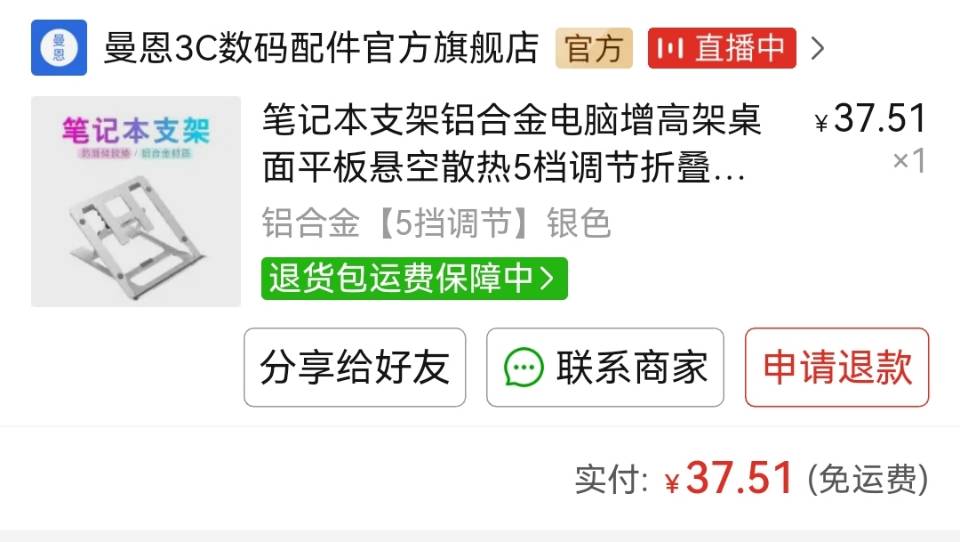 曼恩
曼恩3C数码配件官方旗舰店 官方 直播中
笔记本支架
笔记本支架铝合金电脑增高架桌 ¥37.51
面平板悬空散热5档调节折叠... ×1
铝合金【5挡调节】银色
退货包运费保障中
分享给好友 联系商家 申请退款
实付: ¥37.51 (免运费)